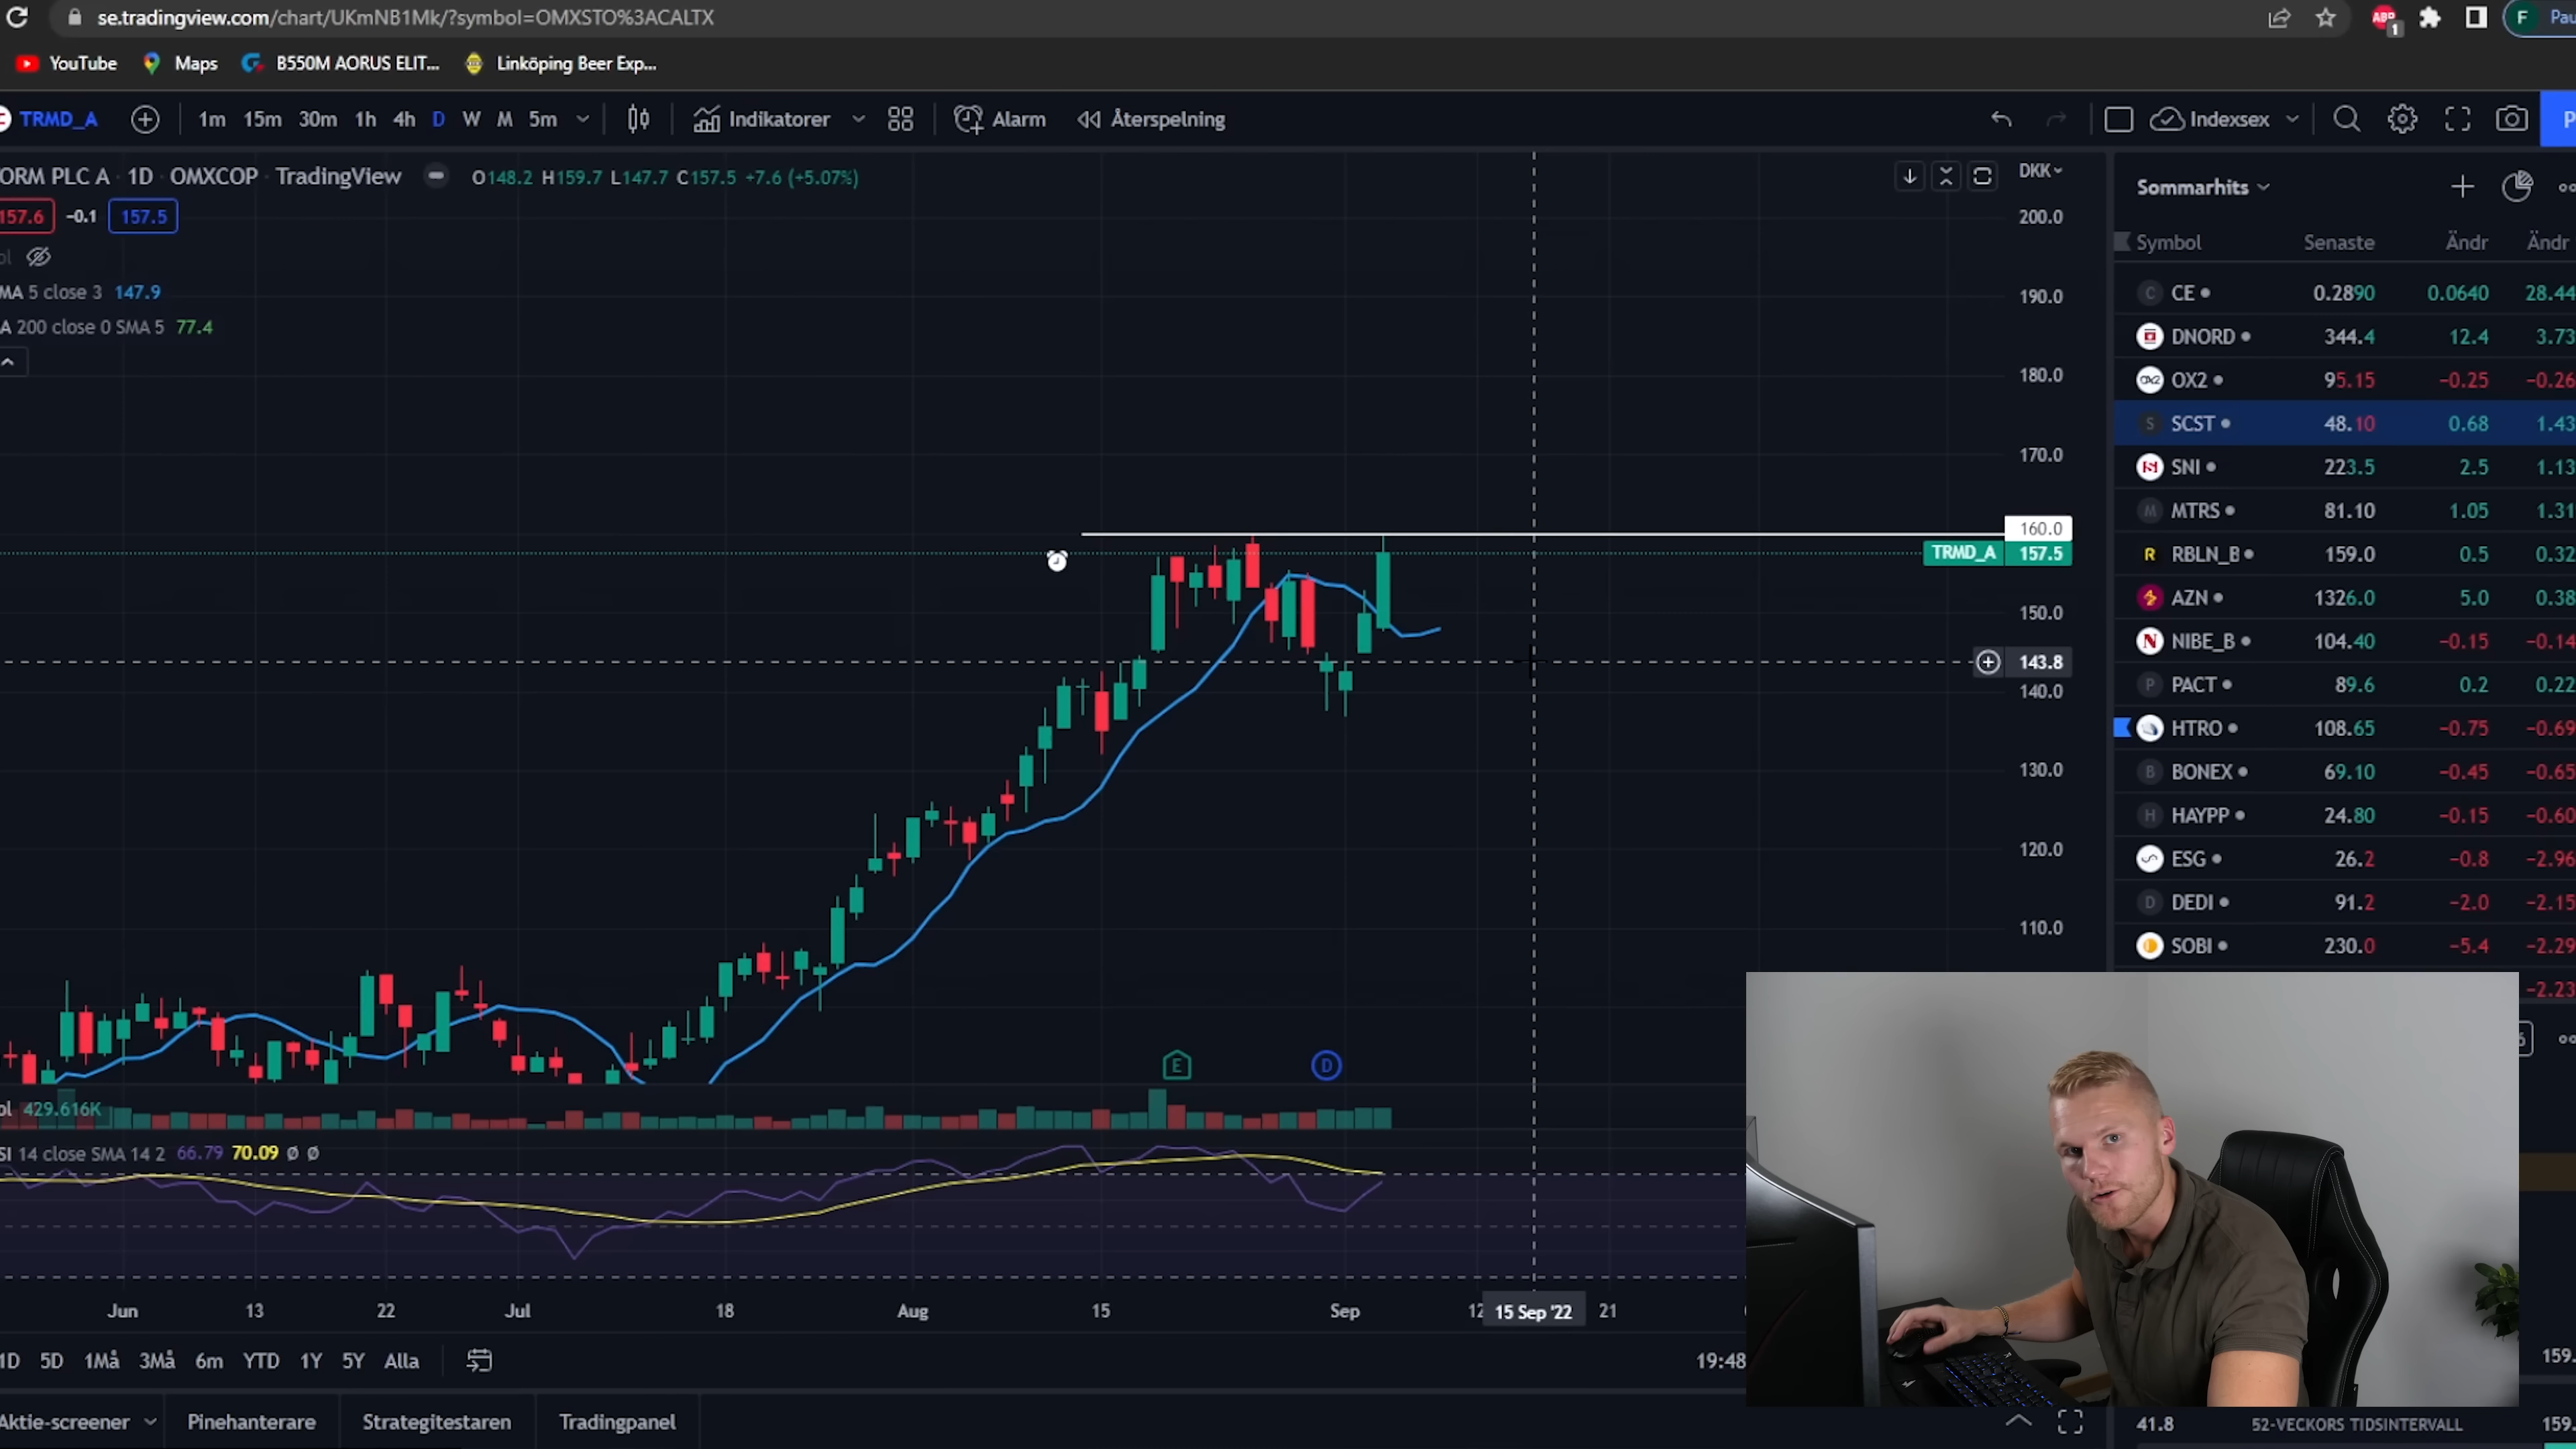 se.tradingview.com/chart/UKmNB1Mk/?symbol=OMXSTO%3ACALTX
ABP 1 F Pau
YouTube Maps B550M AORUS ELIT... Linköping Beer Exp...
TRMD_A 1m 15m 30m 1h 4h D W M 5m Indikatorer Alarm Återspelning Indexsex P
ORM PLC A · 1D · OMXCOP TradingView O148.2 H159.7 L147.7 C157.5 +7.6 (+5.07%) DKK
157.6 -0.1 157.5
ol
MA 5 close 3 147.9
A 200 close 0 SMA 5 77.4
200.0
190.0
180.0
170.0
160.0
TRMD_A 157.5
150.0
143.8
140.0
130.0
120.0
110.0
E D
ol 429.616K
SI 14 close SMA 14 2 66.79 70.09 Ø Ø
Jun 13 22 Jul 18 Aug 15 Sep 12 15 Sep '22 21
1D 5D 1Må 3Må 6m YTD 1Y 5Y Alla 19:48
Aktie-screener Pinehanterare Strategitestaren Tradingpanel
Sommarhits
Symbol Senaste Ändr Ändr
C CE 0.2890 0.0640 28.44
DNORD 344.4 12.4 3.73
OX2 OX2 95.15 −0.25 −0.26
S SCST 48.10 0.68 1.43
SNI 223.5 2.5 1.13
M MTRS 81.10 1.05 1.31
R RBLN_B 159.0 0.5 0.32
AZN 1326.0 5.0 0.38
N NIBE_B 104.40 −0.15 −0.14
P PACT 89.6 0.2 0.22
HTRO 108.65 −0.75 −0.69
B BONEX 69.10 −0.45 −0.65
H HAYPP 24.80 −0.15 −0.60
ESG 26.2 −0.8 −2.96
D DEDI 91.2 −2.0 −2.15
SOBI 230.0 −5.4 −2.29
−2.23
159.
41.8 52-VECKORS TIDSINTERVALL 159.